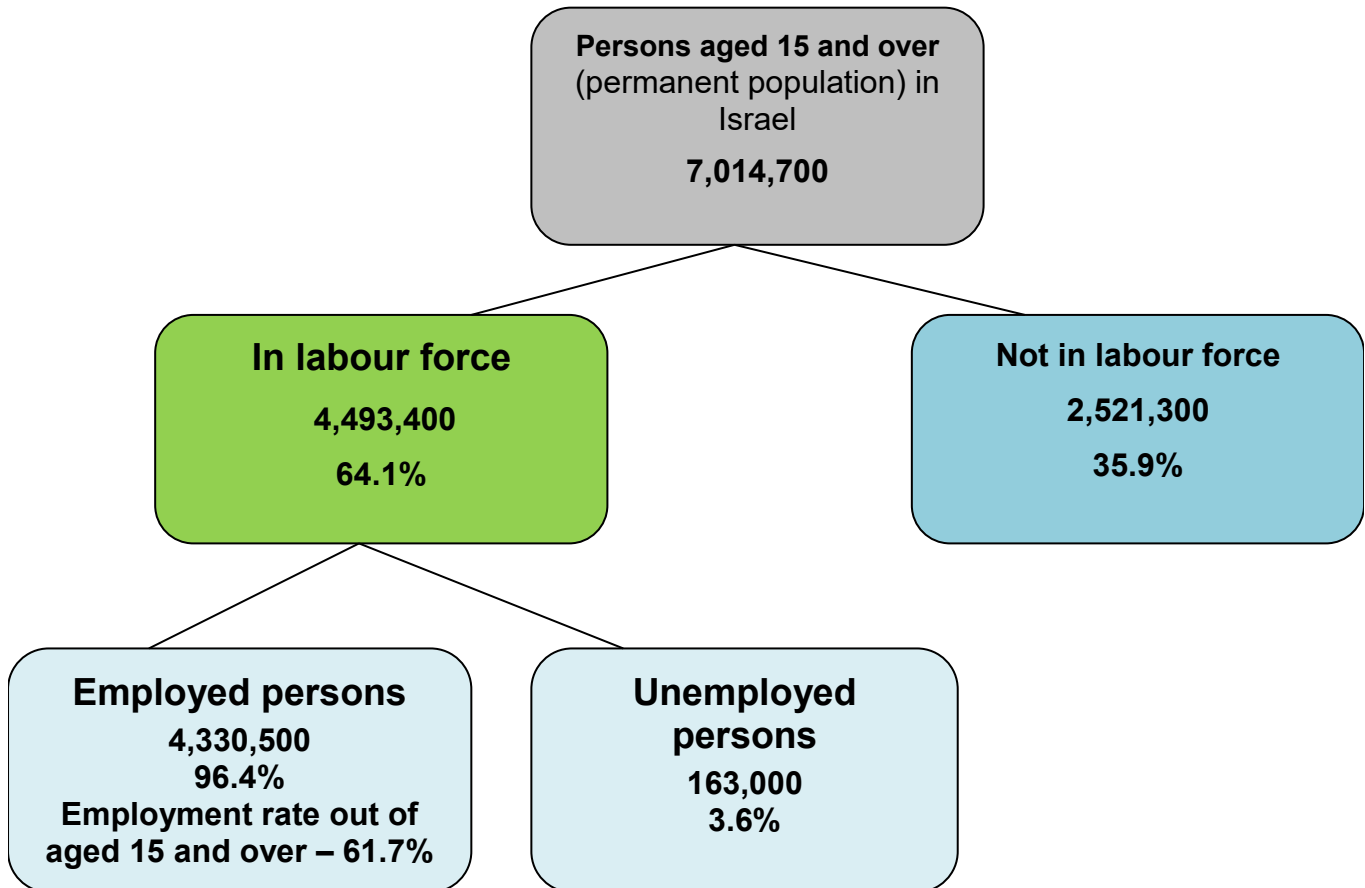 Persons aged 15 and over
(permanent population) in
Israel
7,014,700
In labour force
4,493,400
64.1%
Not in labour force
2,521,300
35.9%
Employed persons
4,330,500
96.4%
Employment rate out of
aged 15 and over – 61.7%
Unemployed
persons
163,000
3.6%